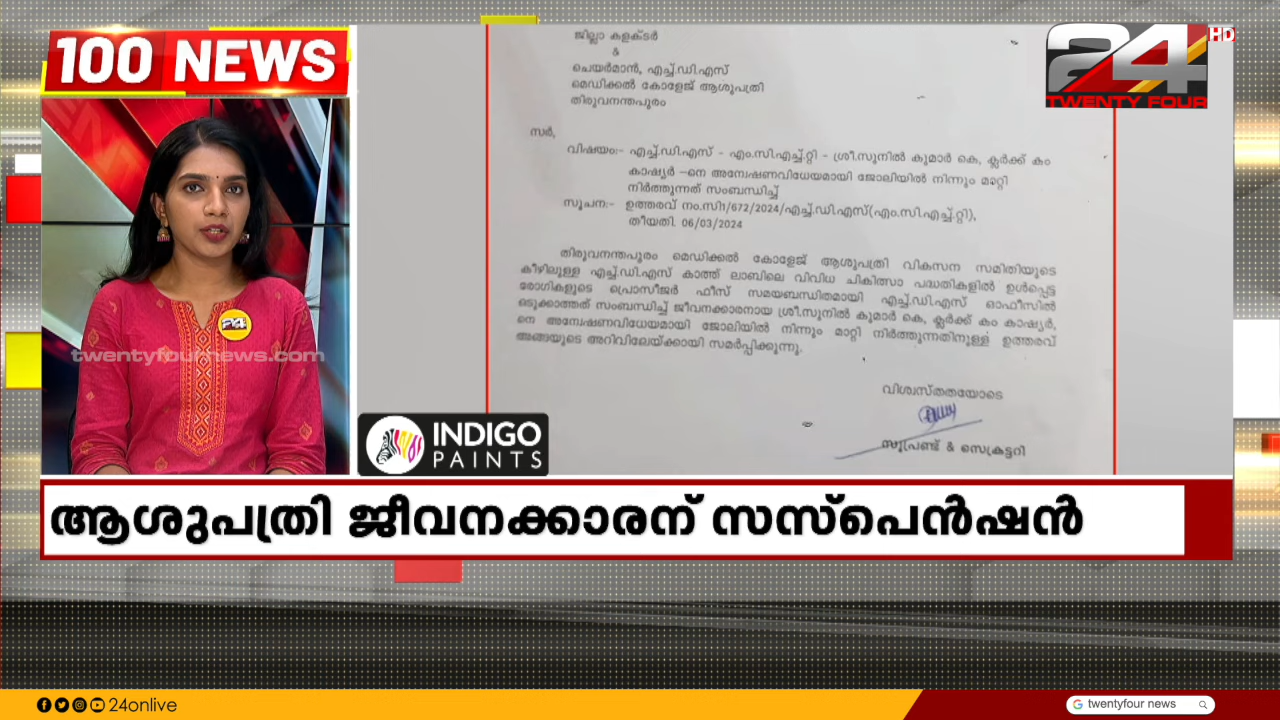 100 NEWS
24
HD
TWENTY FOUR
ജില്ലാ കളക്ടർ
&
ചെയർമാൻ, എച്ച്.ഡി.എസ്
മെഡിക്കൽ കോളേജ് ആശുപത്രി
തിരുവനന്തപുരം
സർ,
വിഷയം:- എച്ച്.ഡി.എസ് - എം.സി.എച്ച്.റ്റി - ശ്രീ.സുനിൽ കുമാർ കെ, ക്ലർക്ക് കം
കാഷ്യർ –നെ അന്വേഷണവിധേയമായി ജോലിയിൽ നിന്നും മാറ്റി
നിർത്തുന്നത് സംബന്ധിച്ച്
സൂചന:- ഉത്തരവ് നം.സി1/672/2024/എച്ച്.ഡി.എസ്(എം.സി.എച്ച്.റ്റി),
തീയതി. 06/03/2024
തിരുവനന്തപുരം മെഡിക്കൽ കോളേജ് ആശുപത്രി വികസന സമിതിയുടെ
കീഴിലുള്ള എച്ച്.ഡി.എസ് കാത്ത് ലാബിലെ വിവിധ ചികിത്സാ പദ്ധതികളിൽ ഉൾപ്പെട്ട
രോഗികളുടെ പ്രൊസീജർ ഫീസ് സമയബന്ധിതമായി എച്ച്.ഡി.എസ് ഓഫീസിൽ
ഒടുക്കാത്തത് സംബന്ധിച്ച് ജീവനക്കാരനായ ശ്രീ.സുനിൽ കുമാർ കെ, ക്ലർക്ക് കം കാഷ്യർ,
നെ അന്വേഷണവിധേയമായി ജോലിയിൽ നിന്നും മാറ്റി നിർത്തുന്നതിനുള്ള ഉത്തരവ്
അങ്ങയുടെ അറിവിലേയ്ക്കായി സമർപ്പിക്കുന്നു.
വിശ്വസ്തതയോടെ
സൂപ്രണ്ട് & സെക്രട്ടറി
24
twentyfournews.com
INDIGO
PAINTS
ആശുപത്രി ജീവനക്കാരന് സസ്പെൻഷൻ
24onlive
twentyfour news